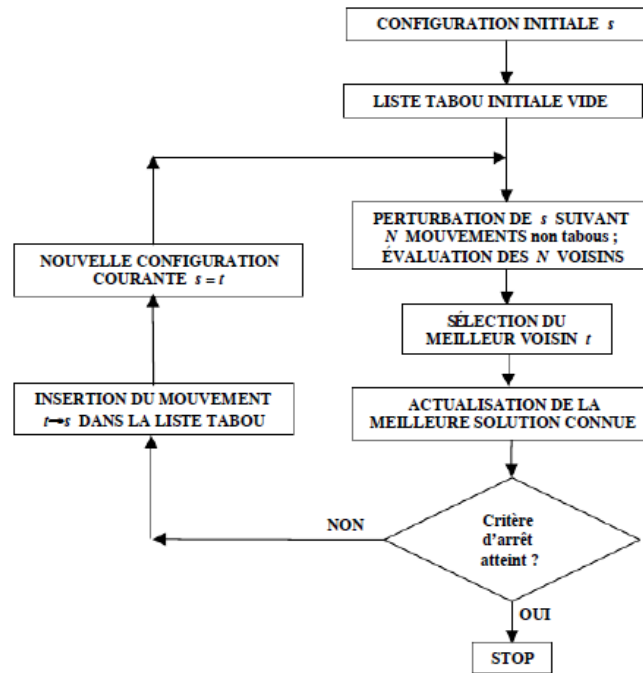 CONFIGURATION INITIALE s
LISTE TABOU INITIALE VIDE
PERTURBATION DE s SUIVANT
N MOUVEMENTS non tabous ;
ÉVALUATION DES N VOISINS
SÉLECTION DU
MEILLEUR VOISIN t
ACTUALISATION DE LA
MEILLEURE SOLUTION CONNUE
Critère
d'arrêt
atteint ?
NON
INSERTION DU MOUVEMENT
t→s DANS LA LISTE TABOU
NOUVELLE CONFIGURATION
COURANTE s = t
OUI
STOP